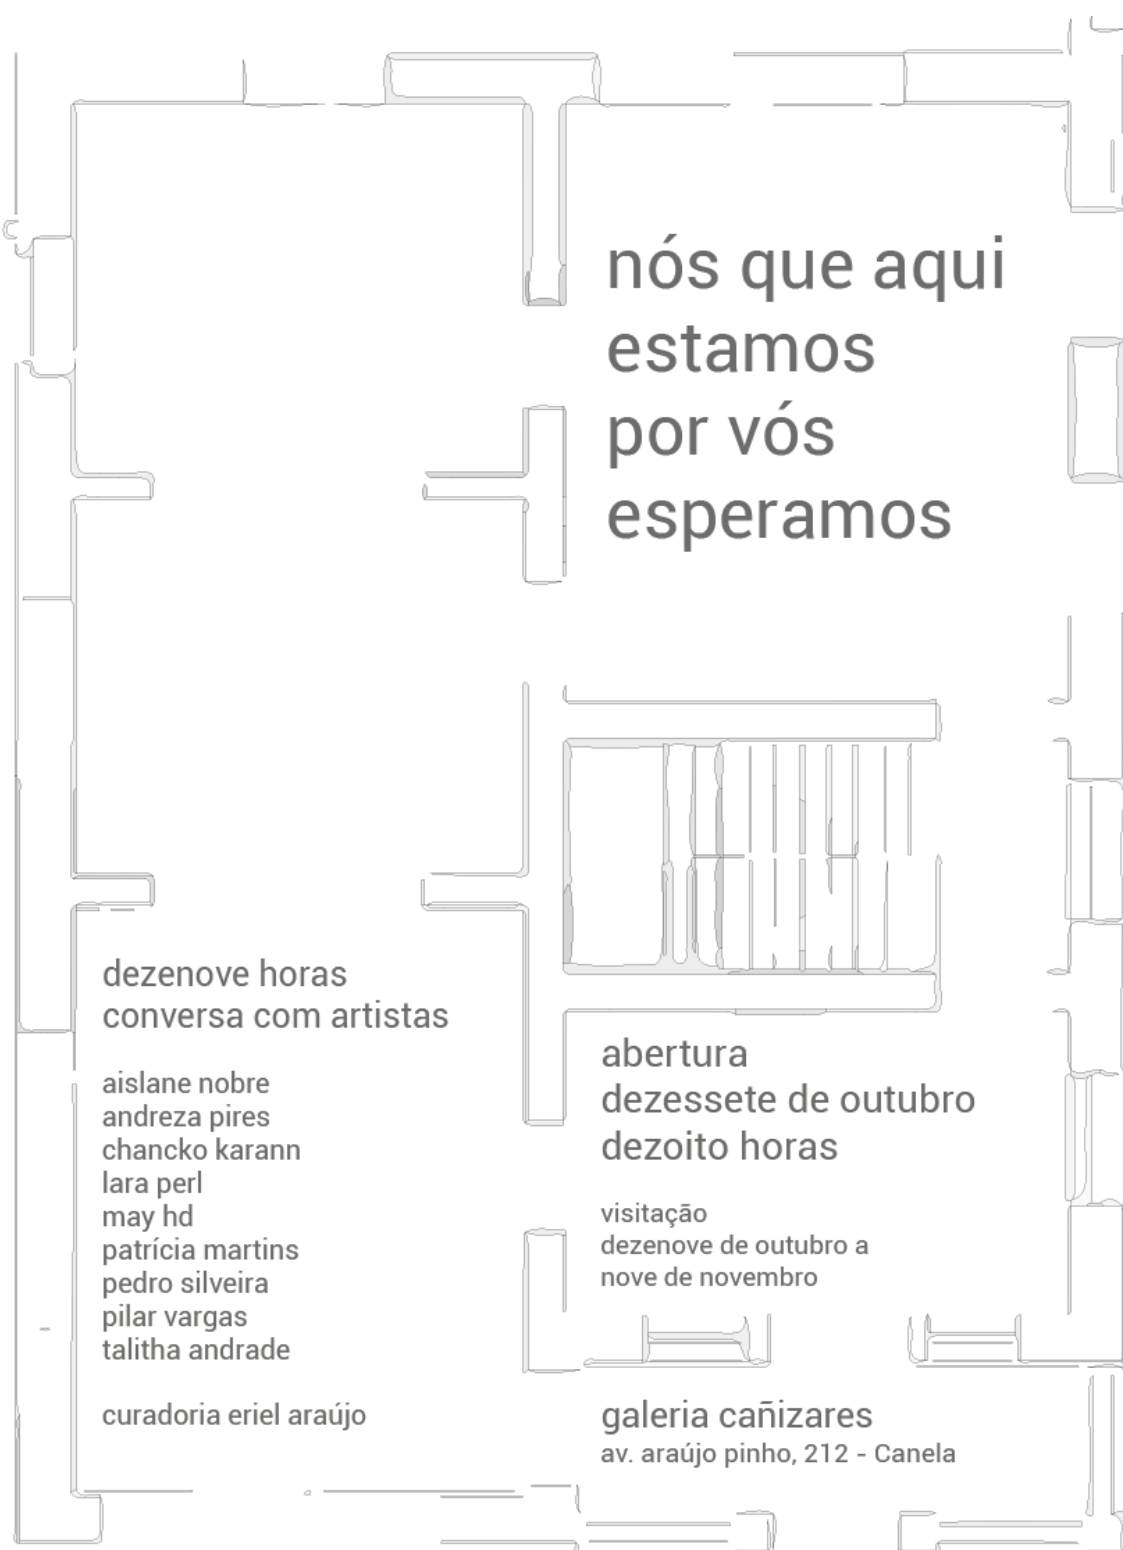 nós que aqui
estamos
por vós
esperamos
dezenove horas
conversa com artistas
aislane nobre
andreza pires
chancko karann
lara perl
may hd
patrícia martins
pedro silveira
pilar vargas
talitha andrade
curadoria eriel araújo
abertura
dezessete de outubro
dezoito horas
visitação
dezenove de outubro a
nove de novembro
galeria cañizares
av. araújo pinho, 212 - Canela